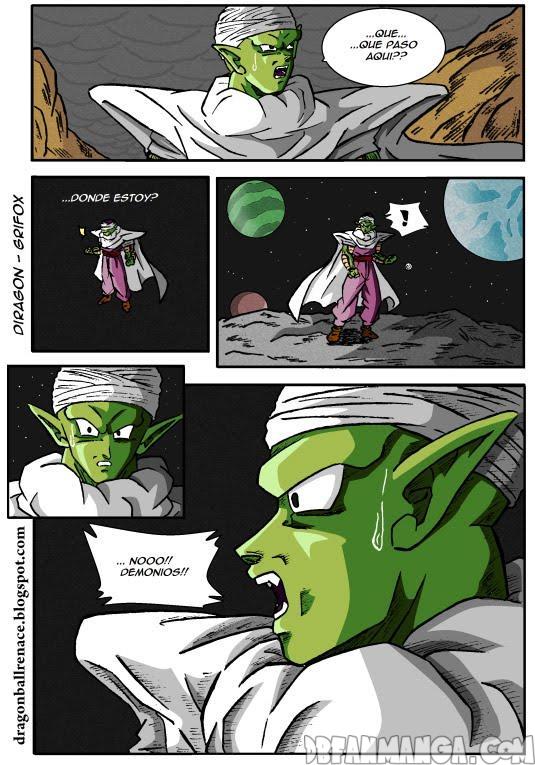 ...QUE...
...QUE PASO
AQUI??
...DONDE ESTOY?
!
DIRAGON - GRIFOX
... NOOO!!
DEMONIOS!!
dragonballrenace.blogspot.com
DBFANMANGA.COM